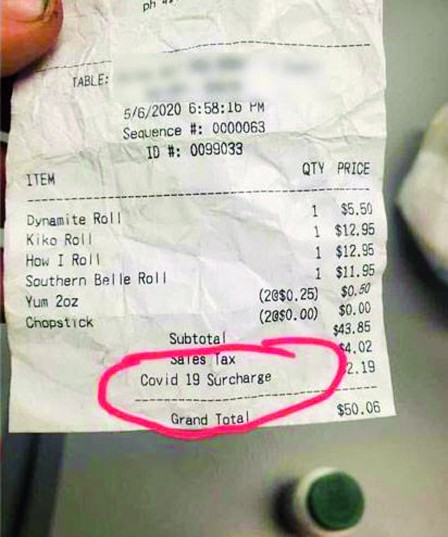 ph
TABLE:
5/6/2020 6:58:16 PM
Sequence #: 0000063
ID #: 0099033
ITEM QTY PRICE
Dynamite Roll 1 $5.50
Kiko Roll 1 $12.95
How I Roll 1 $12.95
Southern Belle Roll 1 $11.95
Yum 2oz (2@$0.25) $0.50
Chopstick (2@$0.00) $0.00
Subtotal $43.85
Sales Tax $4.02
Covid 19 Surcharge 2.19
Grand Total $50.06